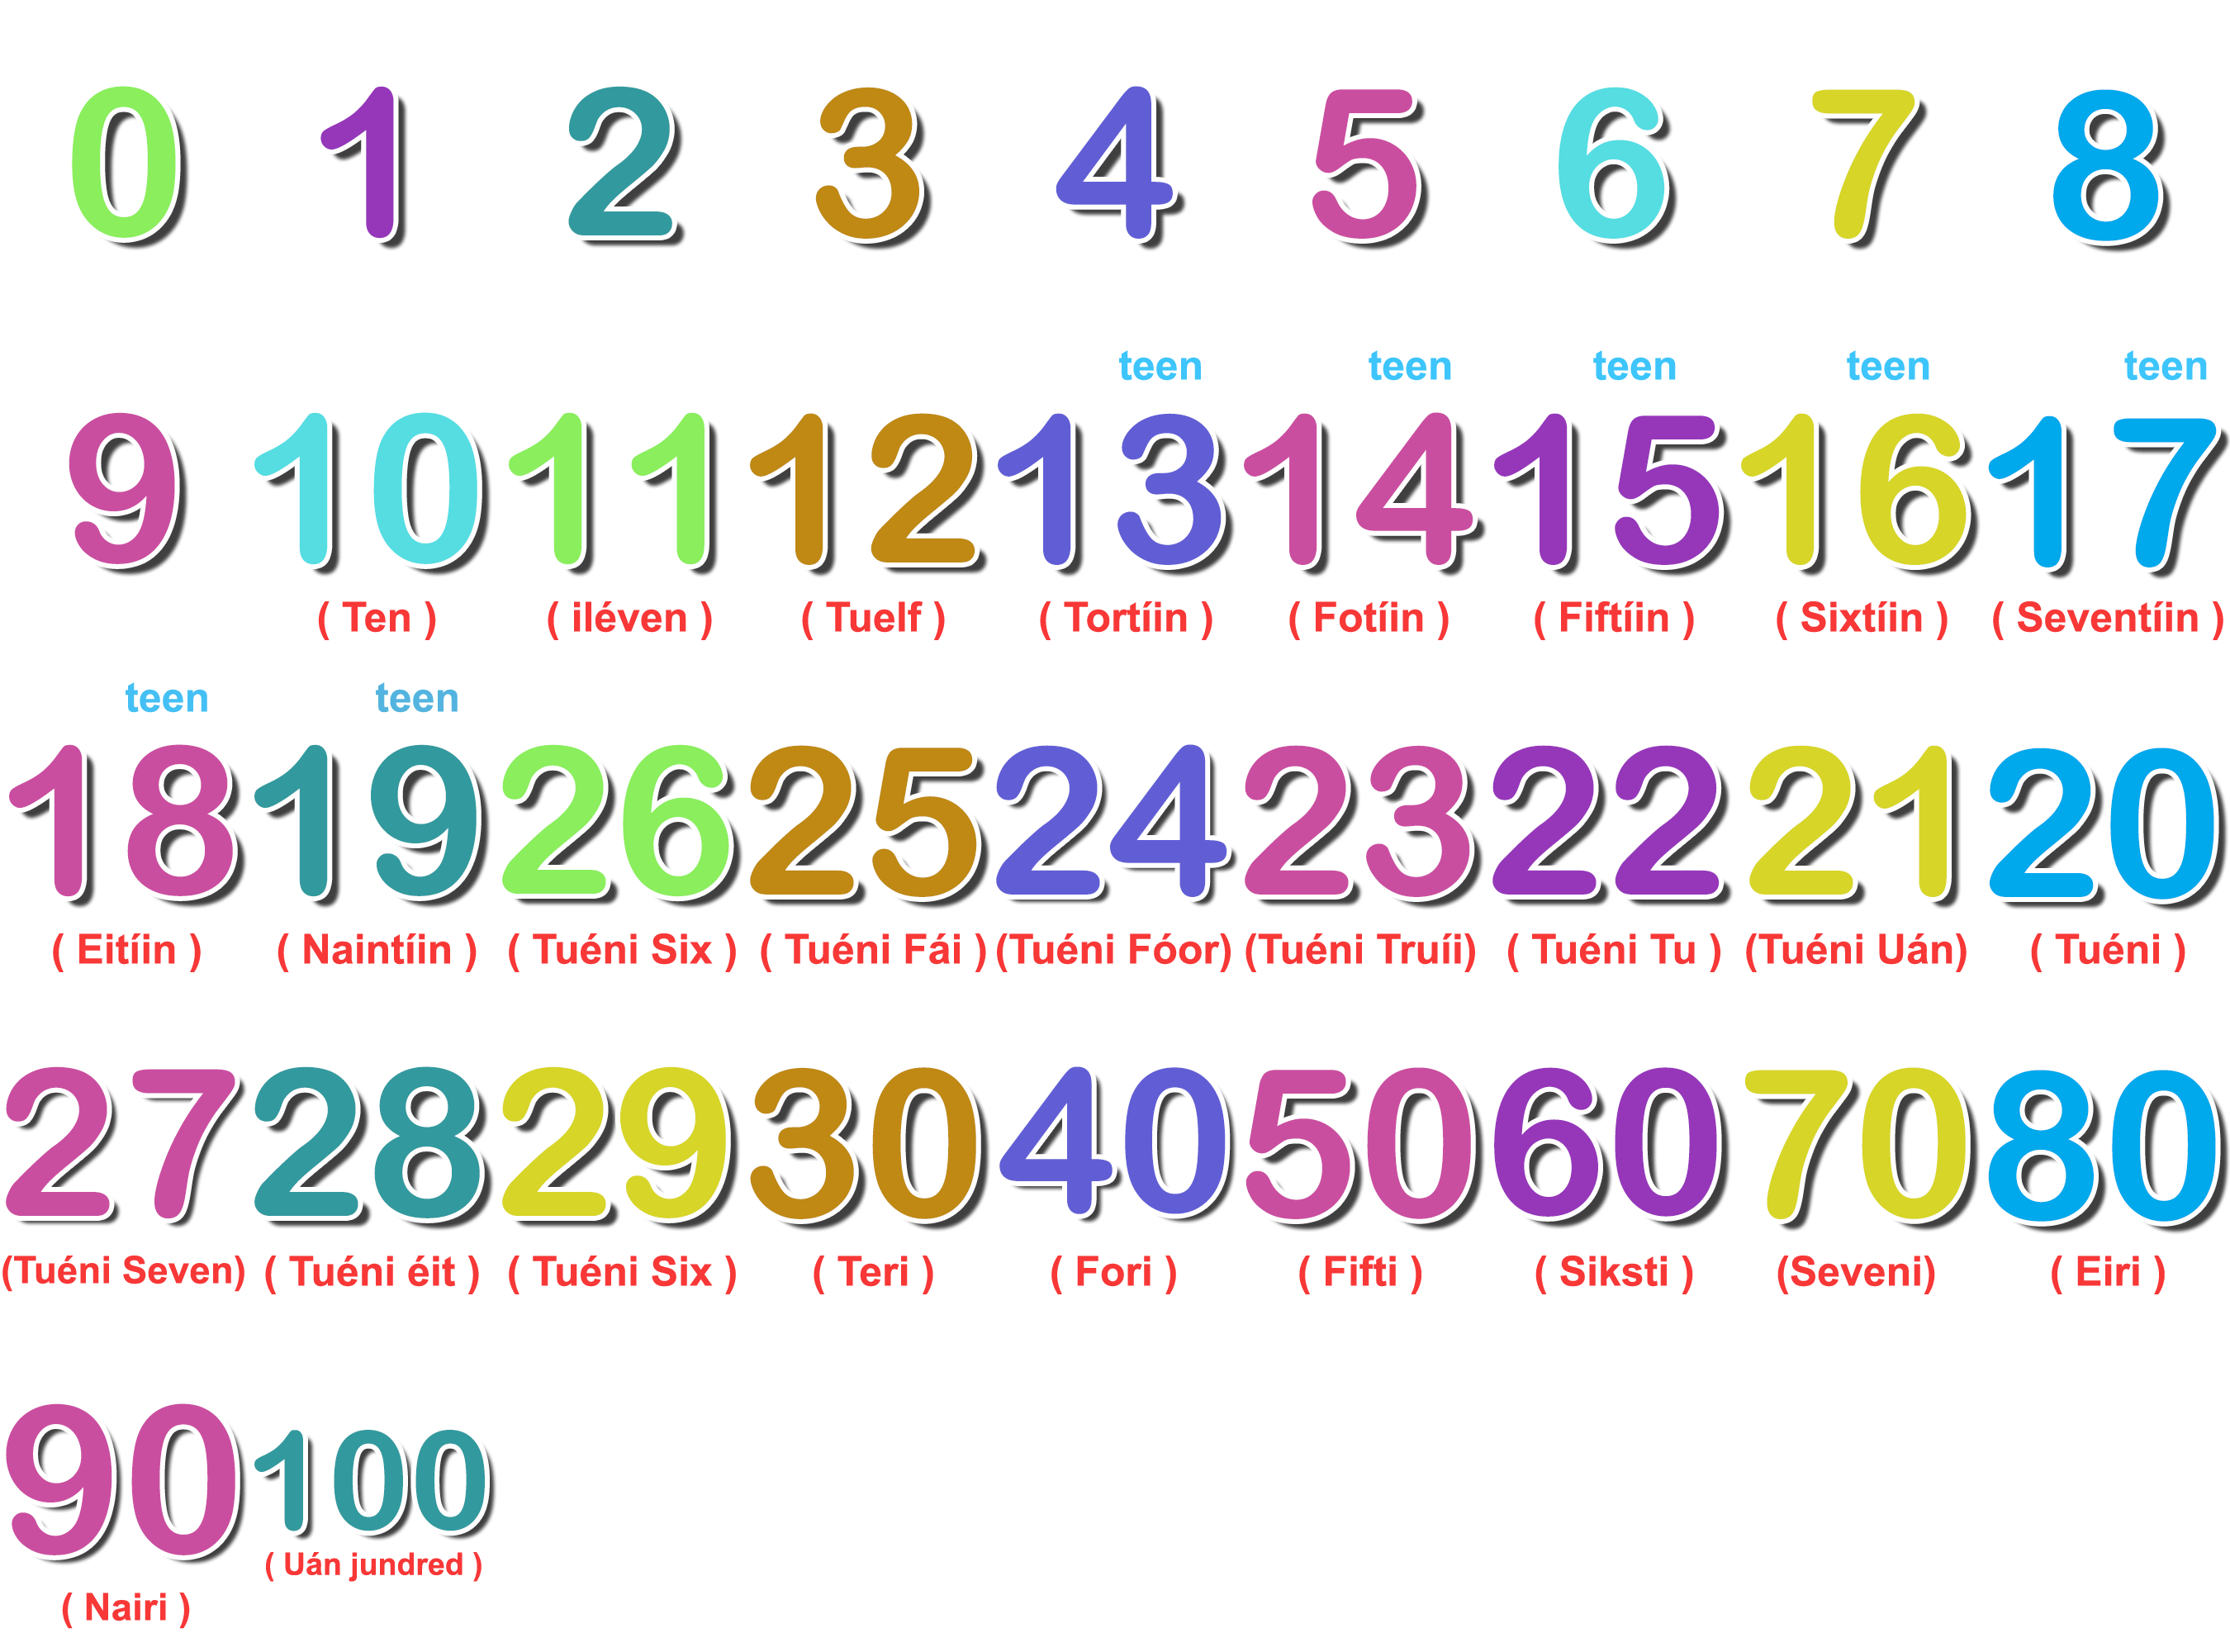 0 1 2 3 4 5 6 7 8
teen teen teen teen teen
9 10 11 12 13 14 15 16 17
( Ten ) ( iléven ) ( Tuelf ) ( Tortíin ) ( Fotíin ) ( Fiftíin ) ( Sixtíin ) ( Seventíin )
teen teen
18 19 26 25 24 23 22 21 20
( Eitíin ) ( Naintíin ) ( Tuéni Six ) ( Tuéni Fái ) (Tuéni Fóor) (Tuéni Truíi) ( Tuéni Tu ) (Tuéni Uán) ( Tuéni )
27 28 29 30 40 50 60 70 80
(Tuéni Seven) ( Tuéni éit ) ( Tuéni Six ) ( Teri ) ( Fori ) ( Fifti ) ( Siksti ) (Seveni) ( Eiri )
90 100
( Uán jundred )
( Nairi )